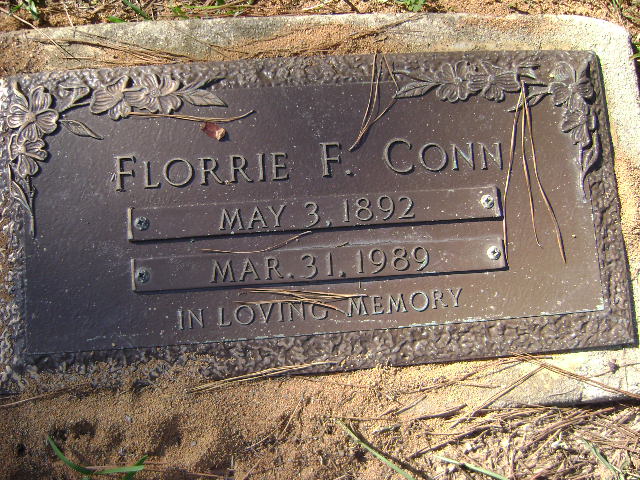 FLORRIE F. CONN
MAY 3, 1892
MAR. 31, 1989
IN LOVING MEMORY